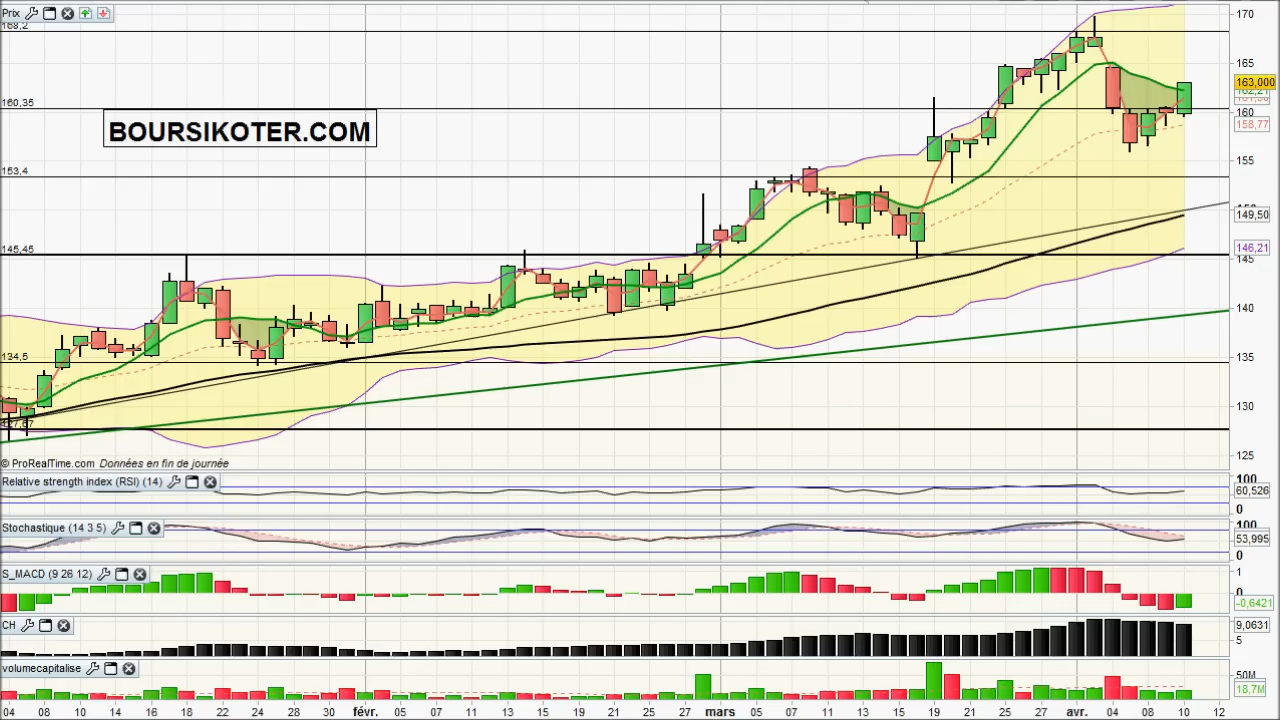 Prix
170
168,2
165
163,000
162,21
160,35
160
158,77
BOURSIKOTER.COM
155
153,4
149,50
146,21
145,45
145
140
134,5
135
130
127,67
125
© ProRealTime.com Données en fin de journée
Relative strength index (RSI) (14)
100
60,526
0
Stochastique (14 3 5)
100
53,995
0
S_MACD (9 26 12)
1
0
-0,6421
CH
9,0631
5
volumecapitalise
50M
18,7M
04 08 10 14 16 18 22 24 28 30 févr. 05 07 11 13 15 19 21 25 27 mars 05 07 11 13 15 19 21 25 27 avr. 04 08 10 12